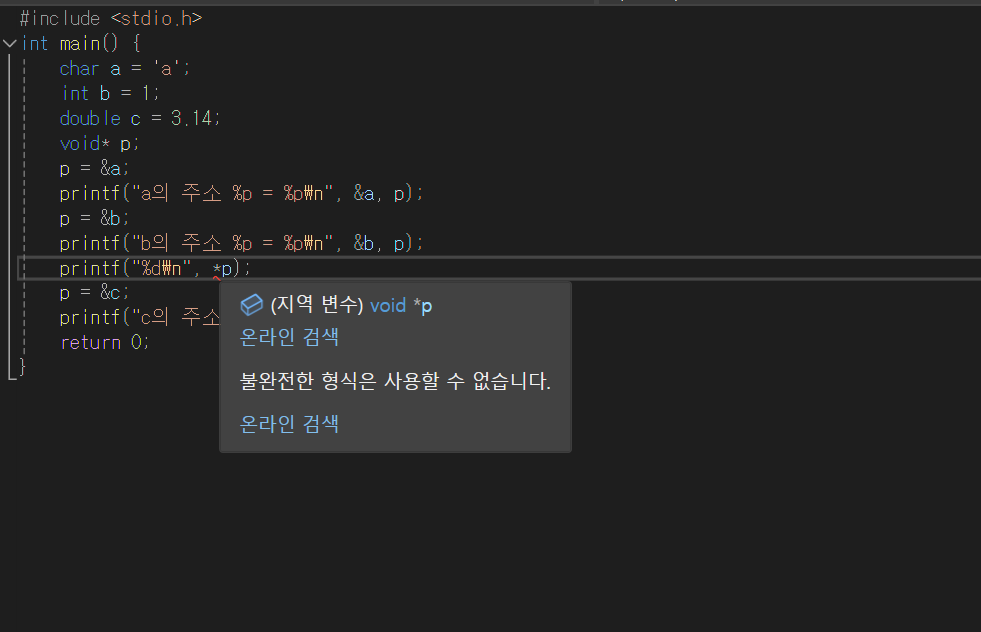 #include <stdio.h>
int main() {
char a = 'a';
int b = 1;
double c = 3.14;
void* p;
p = &a;
printf("a의 주소 %p = %p₩n", &a, p);
p = &b;
printf("b의 주소 %p = %p₩n", &b, p);
printf("%d₩n", *p);
p = &c;
printf("c의 주소
return 0;
}
(지역 변수) void *p
온라인 검색
불완전한 형식은 사용할 수 없습니다.
온라인 검색